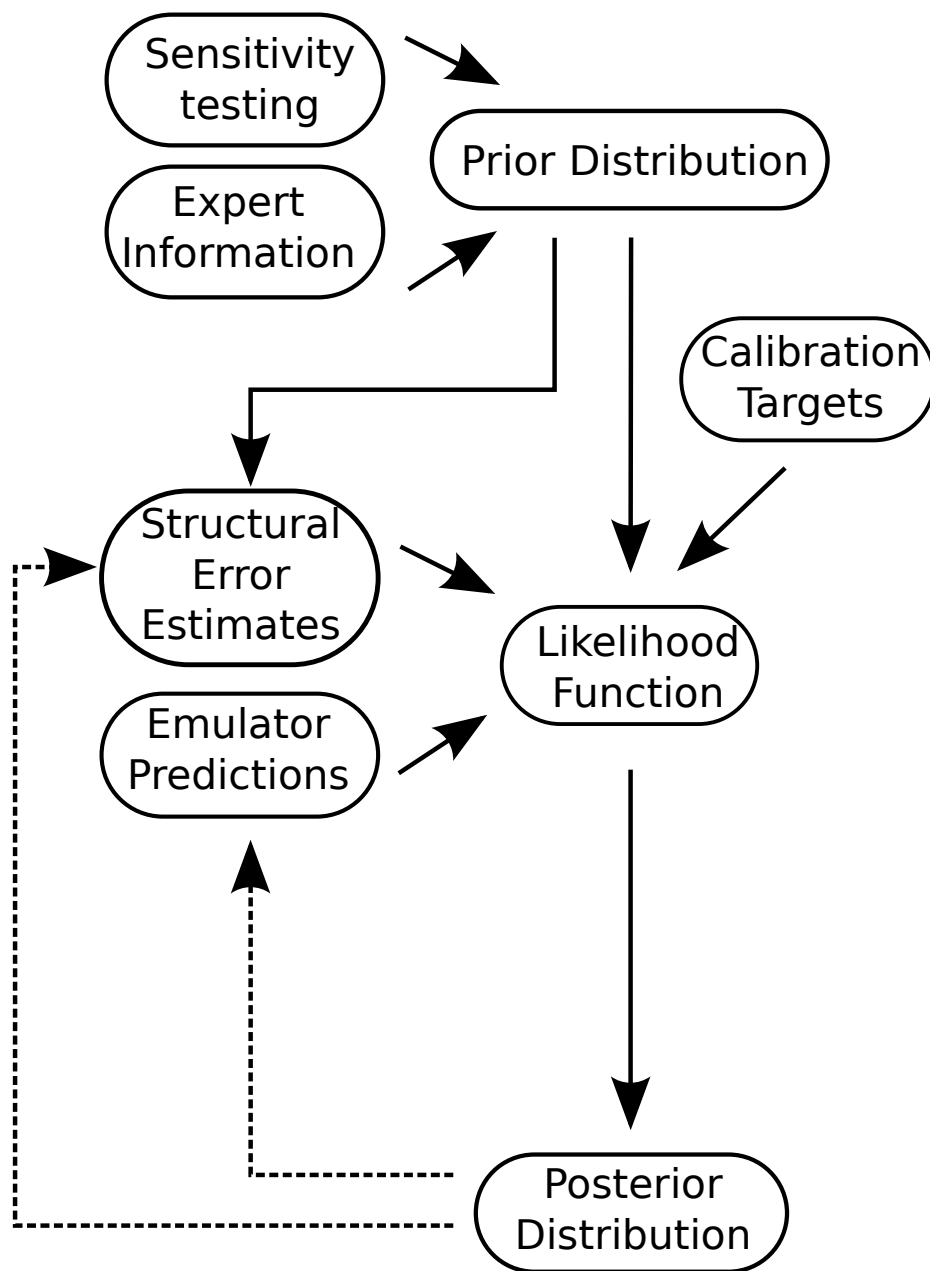 Sensitivity
testing
Prior Distribution
Expert
Information
Calibration
Targets
Structural
Error
Estimates
Likelihood
Function
Emulator
Predictions
Posterior
Distribution